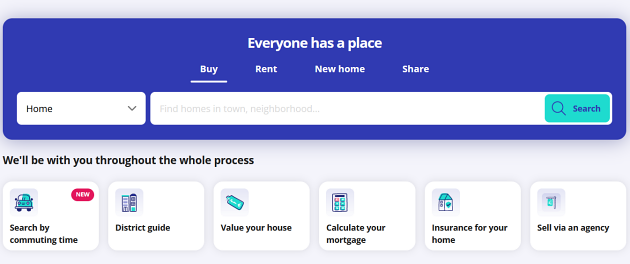 Everyone has a place
Buy Rent New home Share
Home Find homes in town, neighborhood... Search
We'll be with you throughout the whole process
NEW
Search by
commuting time
District guide
Value your house
Calculate your
mortgage
Insurance for your
home
Sell via an agency